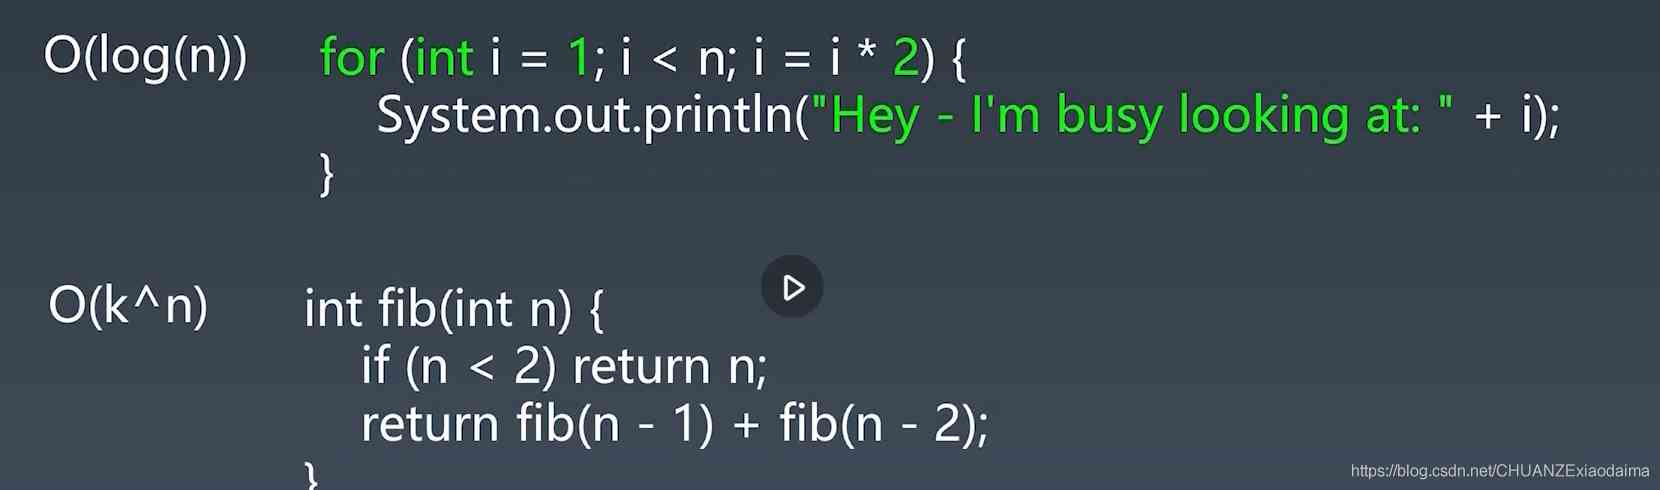 O(log(n)) for (int i = 1; i < n; i = i * 2) {
System.out.println("Hey - I'm busy looking at: " + i);
}
O(k^n) int fib(int n) {
if (n < 2) return n;
return fib(n - 1) + fib(n - 2);
}
https://blog.csdn.net/CHUANZExiaodaima